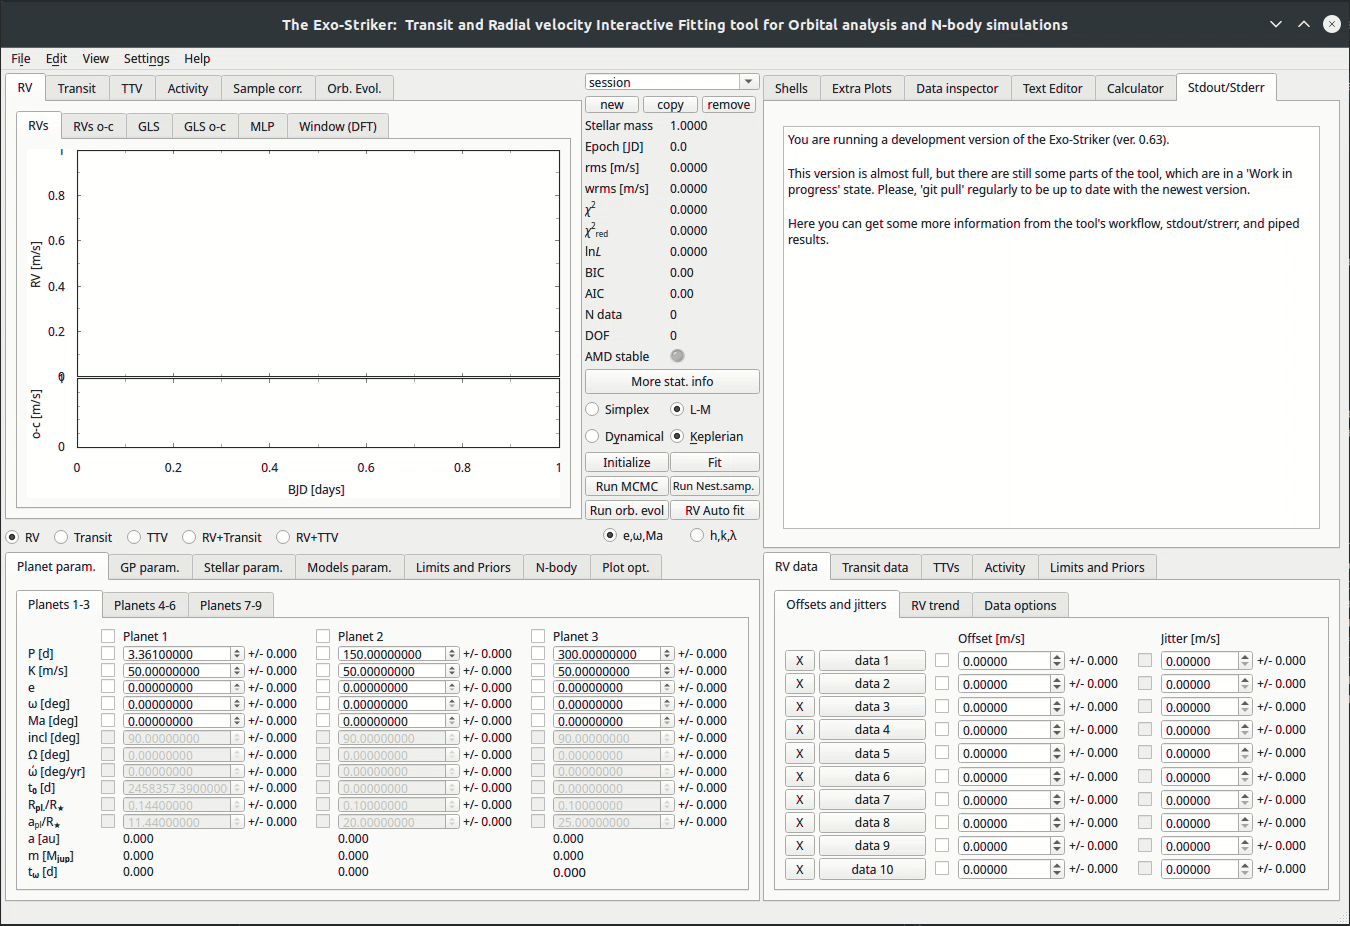 The Exo-Striker: Transit and Radial velocity Interactive Fitting tool for Orbital analysis and N-body simulations
File Edit View Settings Help
RV Transit TTV Activity Sample corr. Orb. Evol.
RVs RVs o-c GLS GLS o-c MLP Window (DFT)
1
0.8
0.6
0.4
0.2
0
RV [m/s]
1
0
o-c [m/s]
0 0.2 0.4 0.6 0.8 1
BJD [days]
session
new copy remove
Stellar mass 1.0000
Epoch [JD] 0.0
rms [m/s] 0.0000
wrms [m/s] 0.0000
χ² 0.0000
χ²red 0.0000
lnL 0.0000
BIC 0.00
AIC 0.00
N data 0
DOF 0
AMD stable
More stat. info
Simplex L-M
Dynamical Keplerian
Initialize Fit
Run MCMC Run Nest.samp.
Run orb. evol RV Auto fit
e,ω,Ma h,k,λ
Shells Extra Plots Data inspector Text Editor Calculator Stdout/Stderr
You are running a development version of the Exo-Striker (ver. 0.63).
This version is almost full, but there are still some parts of the tool, which are in a 'Work in
progress' state. Please, 'git pull' regularly to be up to date with the newest version.
Here you can get some more information from the tool's workflow, stdout/strerr, and piped
results.
RV Transit TTV RV+Transit RV+TTV
Planet param. GP param. Stellar param. Models param. Limits and Priors N-body Plot opt.
Planets 1-3 Planets 4-6 Planets 7-9
Planet 1 Planet 2 Planet 3
P [d] 3.36100000 +/- 0.000 150.00000000 +/- 0.000 300.00000000 +/- 0.000
K [m/s] 50.00000000 +/- 0.000 50.00000000 +/- 0.000 50.00000000 +/- 0.000
e 0.00000000 +/- 0.000 0.00000000 +/- 0.000 0.00000000 +/- 0.000
ω [deg] 0.00000000 +/- 0.000 0.00000000 +/- 0.000 0.00000000 +/- 0.000
Ma [deg] 0.00000000 +/- 0.000 0.00000000 +/- 0.000 0.00000000 +/- 0.000
incl [deg] 90.00000000 +/- 0.000 90.00000000 +/- 0.000 90.00000000 +/- 0.000
Ω [deg] 0.00000000 +/- 0.000 0.00000000 +/- 0.000 0.00000000 +/- 0.000
ώ [deg/yr] 0.00000000 +/- 0.000 0.00000000 +/- 0.000 0.00000000 +/- 0.000
t₀ [d] 2458357.3900000 +/- 0.000 0.00000000 +/- 0.000 0.00000000 +/- 0.000
Rpl/R★ 0.14400000 +/- 0.000 0.10000000 +/- 0.000 0.10000000 +/- 0.000
apl/R★ 11.44000000 +/- 0.000 20.00000000 +/- 0.000 25.00000000 +/- 0.000
a [au] 0.000 0.000 0.000
m [Mjup] 0.000 0.000 0.000
tω [d] 0.000 0.000 0.000
RV data Transit data TTVs Activity Limits and Priors
Offsets and jitters RV trend Data options
Offset [m/s] Jitter [m/s]
X data 1 0.00000 +/- 0.000 0.00000 +/- 0.000
X data 2 0.00000 +/- 0.000 0.00000 +/- 0.000
X data 3 0.00000 +/- 0.000 0.00000 +/- 0.000
X data 4 0.00000 +/- 0.000 0.00000 +/- 0.000
X data 5 0.00000 +/- 0.000 0.00000 +/- 0.000
X data 6 0.00000 +/- 0.000 0.00000 +/- 0.000
X data 7 0.00000 +/- 0.000 0.00000 +/- 0.000
X data 8 0.00000 +/- 0.000 0.00000 +/- 0.000
X data 9 0.00000 +/- 0.000 0.00000 +/- 0.000
X data 10 0.00000 +/- 0.000 0.00000 +/- 0.000